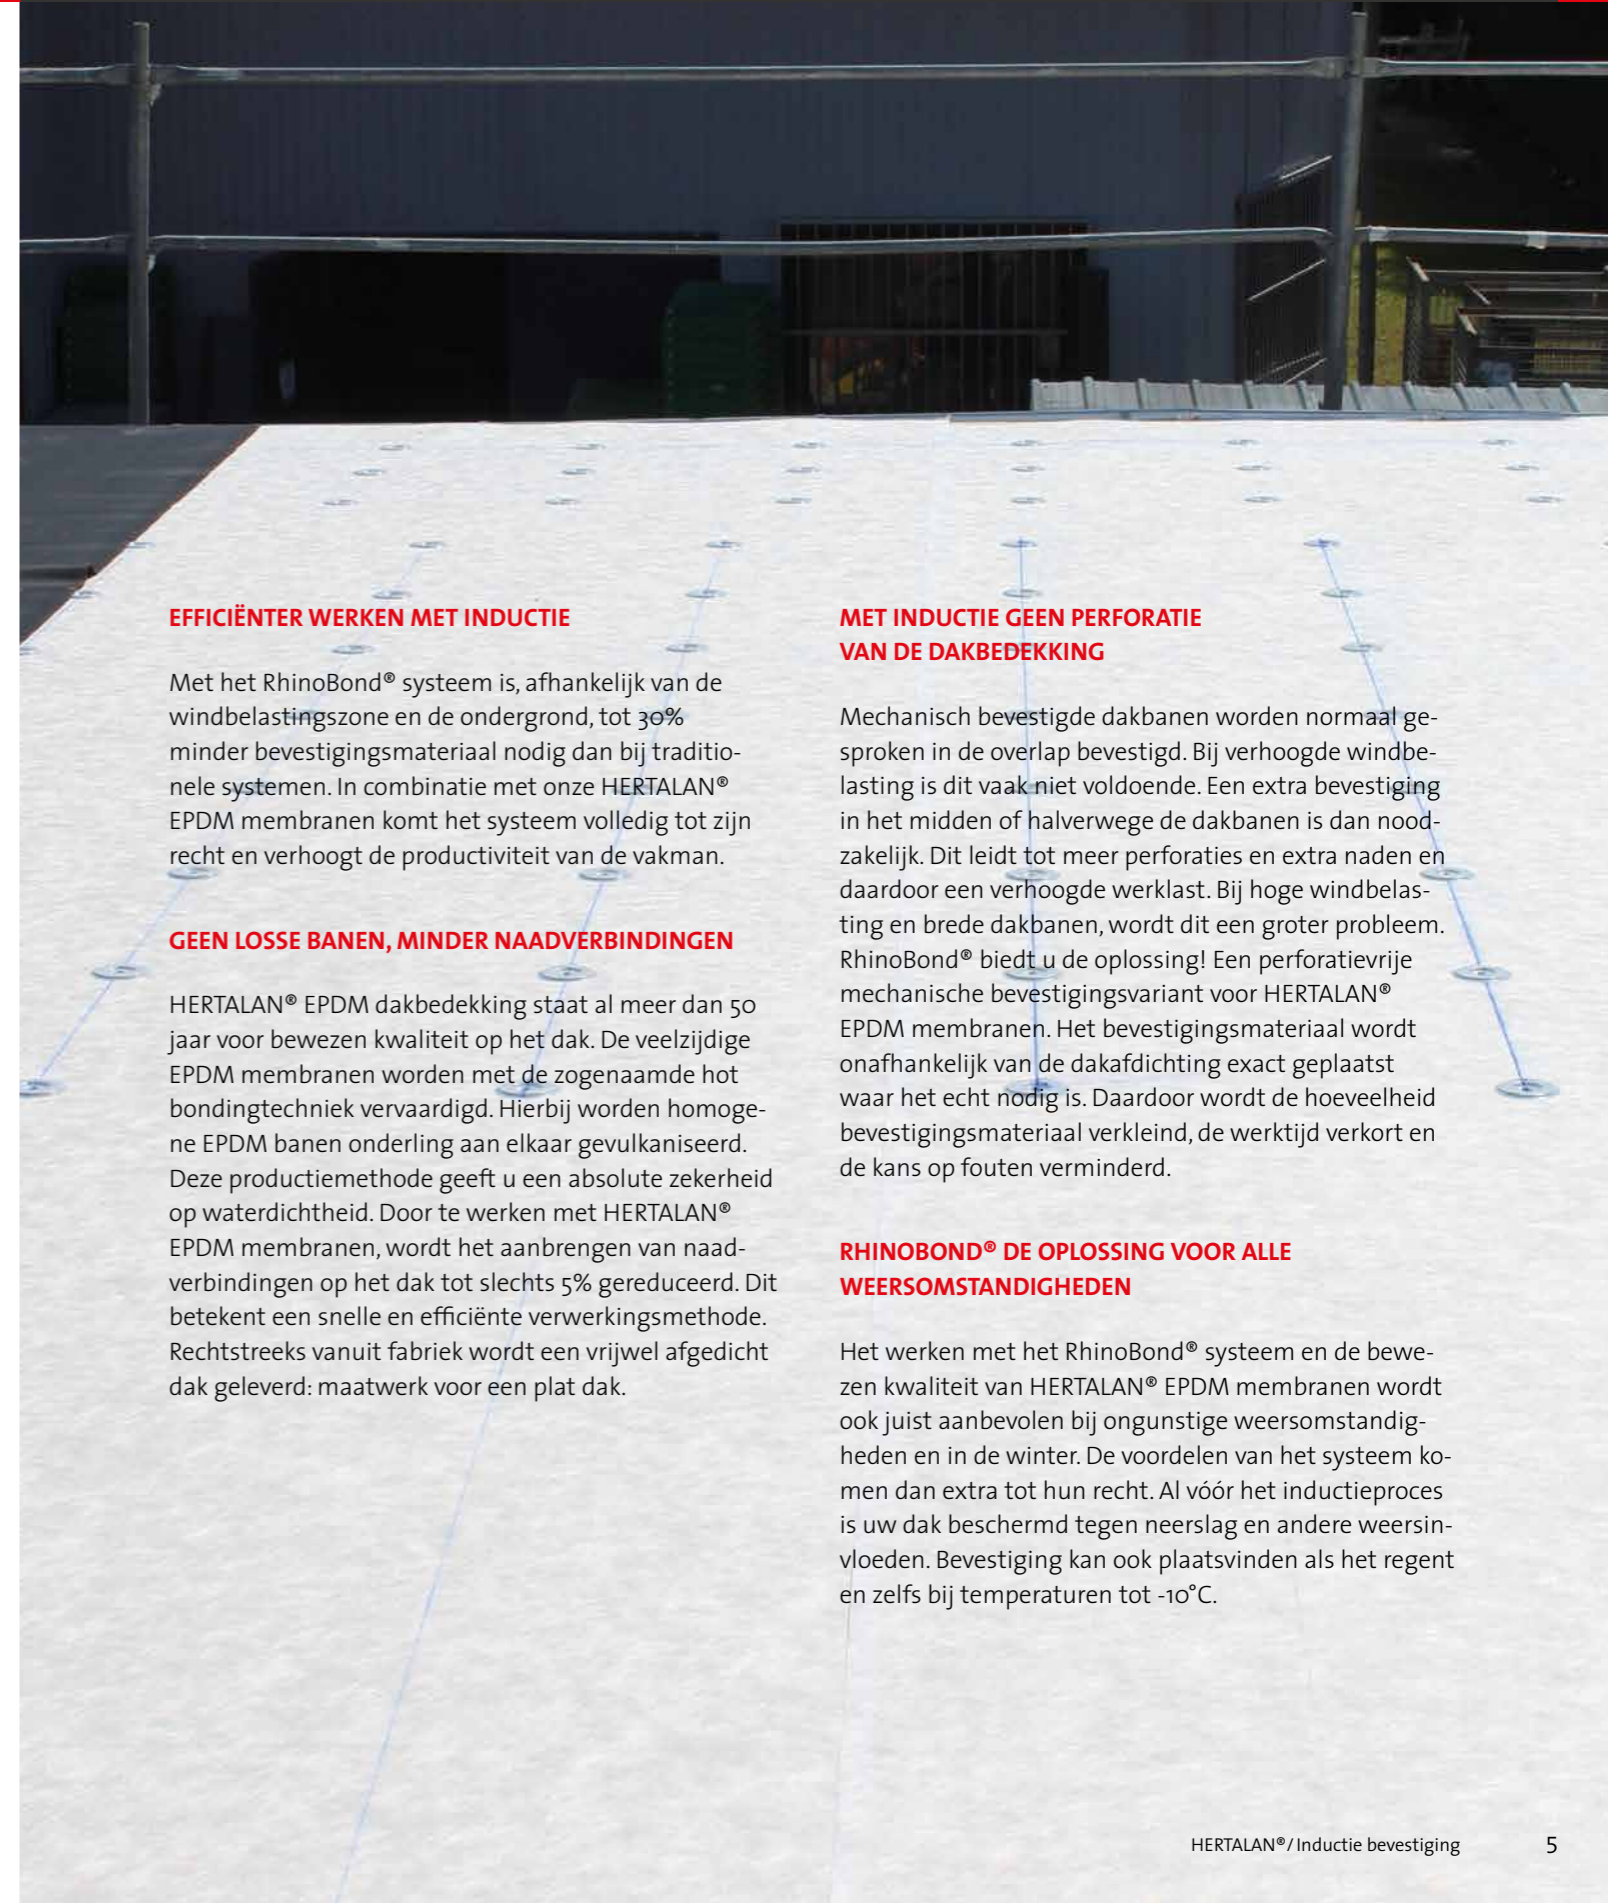 EFFICIËNTER WERKEN MET INDUCTIE
Met het RhinoBond® systeem is, afhankelijk van de
windbelastingszone en de ondergrond, tot 30%
minder bevestigingsmateriaal nodig dan bij traditio-
nele systemen. In combinatie met onze HERTALAN®
EPDM membranen komt het systeem volledig tot zijn
recht en verhoogt de productiviteit van de vakman.
GEEN LOSSE BANEN, MINDER NAADVERBINDINGEN
HERTALAN® EPDM dakbedekking staat al meer dan 50
jaar voor bewezen kwaliteit op het dak. De veelzijdige
EPDM membranen worden met de zogenaamde hot
bondingtechniek vervaardigd. Hierbij worden homoge-
ne EPDM banen onderling aan elkaar gevulkaniseerd.
Deze productiemethode geeft u een absolute zekerheid
op waterdichtheid. Door te werken met HERTALAN®
EPDM membranen, wordt het aanbrengen van naad-
verbindingen op het dak tot slechts 5% gereduceerd. Dit
betekent een snelle en efficiënte verwerkingsmethode.
Rechtstreeks vanuit fabriek wordt een vrijwel afgedicht
dak geleverd: maatwerk voor een plat dak.
MET INDUCTIE GEEN PERFORATIE
VAN DE DAKBEDEKKING
Mechanisch bevestigde dakbanen worden normaal ge-
sproken in de overlap bevestigd. Bij verhoogde windbe-
lasting is dit vaak niet voldoende. Een extra bevestiging
in het midden of halverwege de dakbanen is dan nood-
zakelijk. Dit leidt tot meer perforaties en extra naden en
daardoor een verhoogde werklast. Bij hoge windbelas-
ting en brede dakbanen, wordt dit een groter probleem.
RhinoBond® biedt u de oplossing! Een perforatievrije
mechanische bevestigingsvariant voor HERTALAN®
EPDM membranen. Het bevestigingsmateriaal wordt
onafhankelijk van de dakafdichting exact geplaatst
waar het echt nodig is. Daardoor wordt de hoeveelheid
bevestigingsmateriaal verkleind, de werktijd verkort en
de kans op fouten verminderd.
RHINOBOND® DE OPLOSSING VOOR ALLE
WEERSOMSTANDIGHEDEN
Het werken met het RhinoBond® systeem en de bewe-
zen kwaliteit van HERTALAN® EPDM membranen wordt
ook juist aanbevolen bij ongunstige weersomstandig-
heden en in de winter. De voordelen van het systeem ko-
men dan extra tot hun recht. Al vóór het inductieproces
is uw dak beschermd tegen neerslag en andere weersin-
vloeden. Bevestiging kan ook plaatsvinden als het regent
en zelfs bij temperaturen tot -10°C.
HERTALAN®/ Inductie bevestiging 5